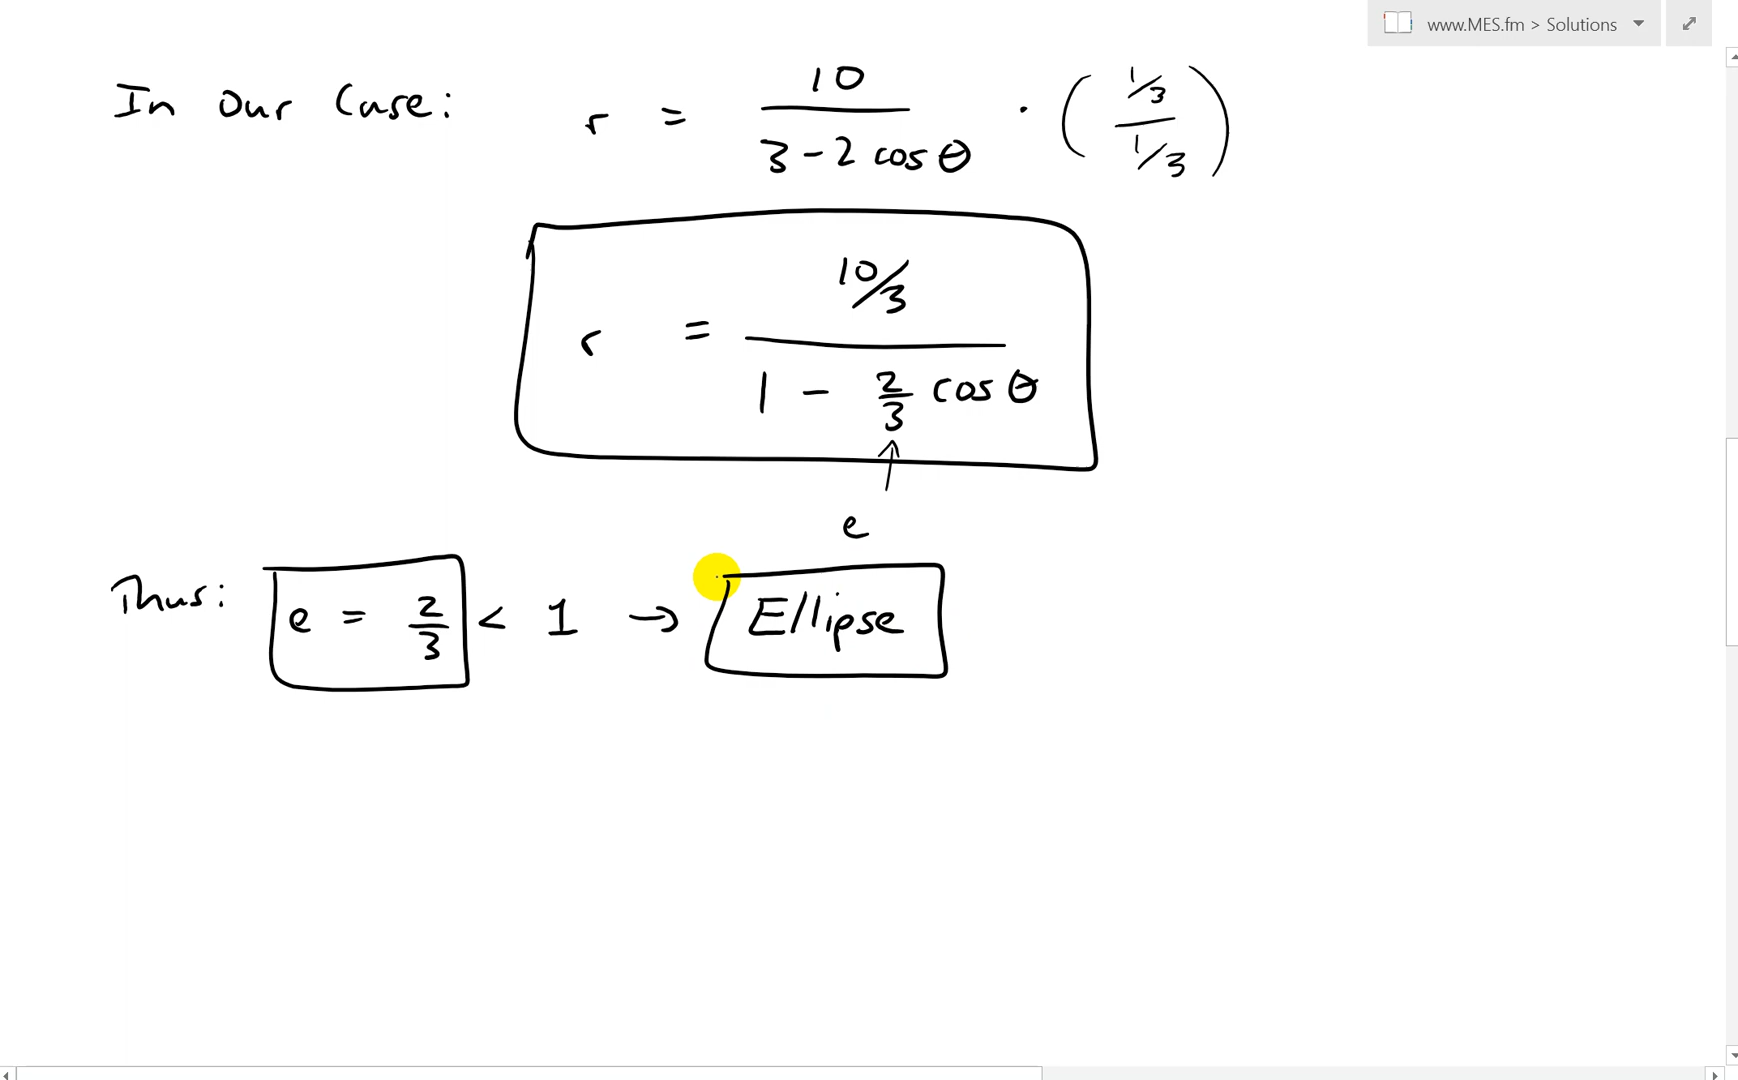 www.MES.fm > Solutions
In Our Case: r = 10 / (3 - 2 cos θ) · ( 1/3 / 1/3 )
r = 10/3 / (1 - 2/3 cos θ)
e
Thus: e = 2/3 < 1 → Ellipse